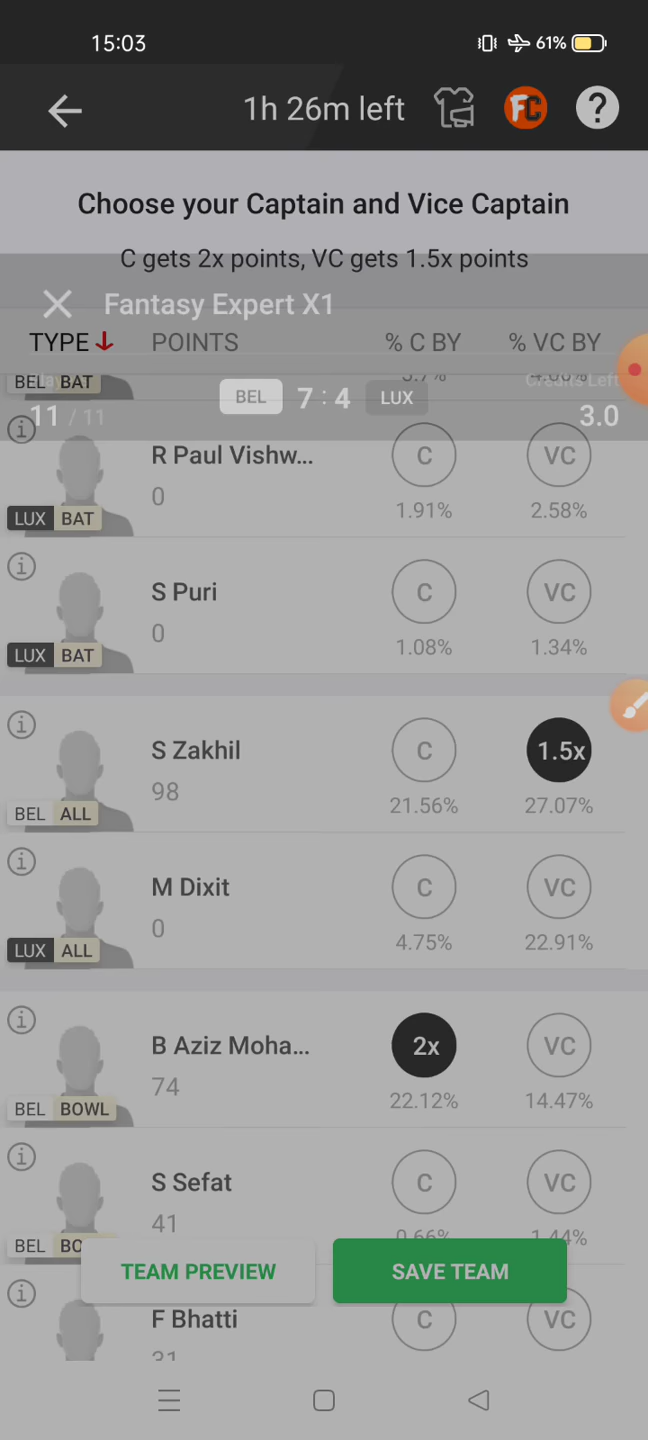 15:03
61%
1h 26m left
FC
?
Choose your Captain and Vice Captain
C gets 2x points, VC gets 1.5x points
Fantasy Expert X1
TYPE POINTS % C BY % VC BY
Credits Left
BEL BAT
BEL 7 : 4 LUX
11 / 11
3.0
R Paul Vishw...
C VC
0
1.91% 2.58%
LUX BAT
S Puri
C VC
0
1.08% 1.34%
LUX BAT
S Zakhil
C 1.5x
98
21.56% 27.07%
BEL ALL
M Dixit
C VC
0
4.75% 22.91%
LUX ALL
B Aziz Moha...
2x VC
74
22.12% 14.47%
BEL BOWL
S Sefat
C VC
41
0.66% 1.44%
BEL BO
TEAM PREVIEW SAVE TEAM
F Bhatti
C VC
31